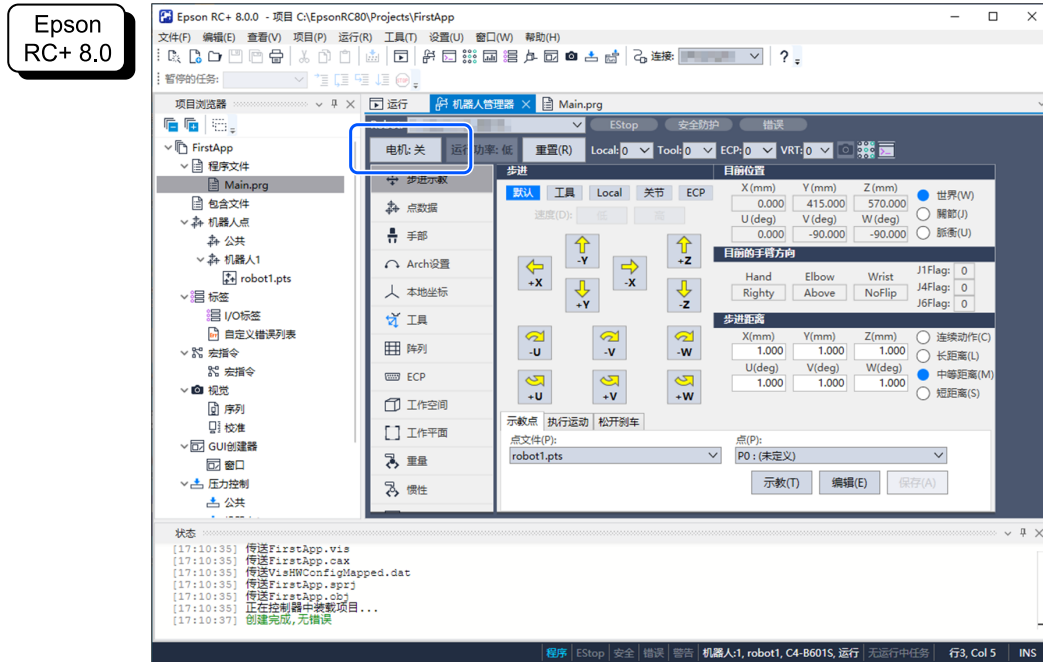 Epson
RC+ 8.0
Epson RC+ 8.0.0 - 项目 C:\EpsonRC80\Projects\FirstApp
文件(F) 编辑(E) 查看(V) 项目(P) 运行(R) 工具(T) 设置(U) 窗口(W) 帮助(H)
连接:
暂停的任务:
项目浏览器
运行 机器人管理器 Main.prg
EStop 安全防护 错误
电机: 关 运行功率: 低 重置(R) Local: 0 Tool: 0 ECP: 0 VRT: 0
FirstApp
程序文件
Main.prg
包含文件
机器人点
公共
机器人1
robot1.pts
标签
I/O标签
自定义错误列表
宏指令
宏指令
视觉
序列
校准
GUI创建器
窗口
压力控制
公共
步进示教
点数据
手部
Arch设置
本地坐标
工具
阵列
ECP
工作空间
工作平面
重量
惯性
步进
默认 工具 Local 关节 ECP
速度(D): 低 高
-Y +Z
+X -X
+Y -Z
-U -V -W
+U +V +W
目前位置
X (mm) Y (mm) Z (mm)
0.000 415.000 570.000
U (deg) V (deg) W (deg)
0.000 -90.000 -90.000
世界(W)
關節(J)
脈衝(U)
目前的手臂方向
Hand Elbow Wrist
Righty Above NoFlip
J1Flag: 0
J4Flag: 0
J6Flag: 0
步进距离
X(mm) Y(mm) Z(mm)
1.000 1.000 1.000
U(deg) V(deg) W(deg)
1.000 1.000 1.000
连续动作(C)
长距离(L)
中等距离(M)
短距离(S)
示教点 执行运动 松开刹车
点文件(P): 点(P):
robot1.pts P0 : (未定义)
示教(T) 编辑(E) 保存(A)
状态
[17:10:35] 传送FirstApp.vis
[17:10:35] 传送FirstApp.cax
[17:10:35] 传送VisHWConfigMapped.dat
[17:10:35] 传送FirstApp.sprj
[17:10:35] 传送FirstApp.obj
[17:10:35] 正在控制器中装载项目...
[17:10:37] 创建完成,无错误
程序 EStop 安全 错误 警告 机器人:1, robot1, C4-B601S, 运行 无运行中任务 行3, Col 5 INS